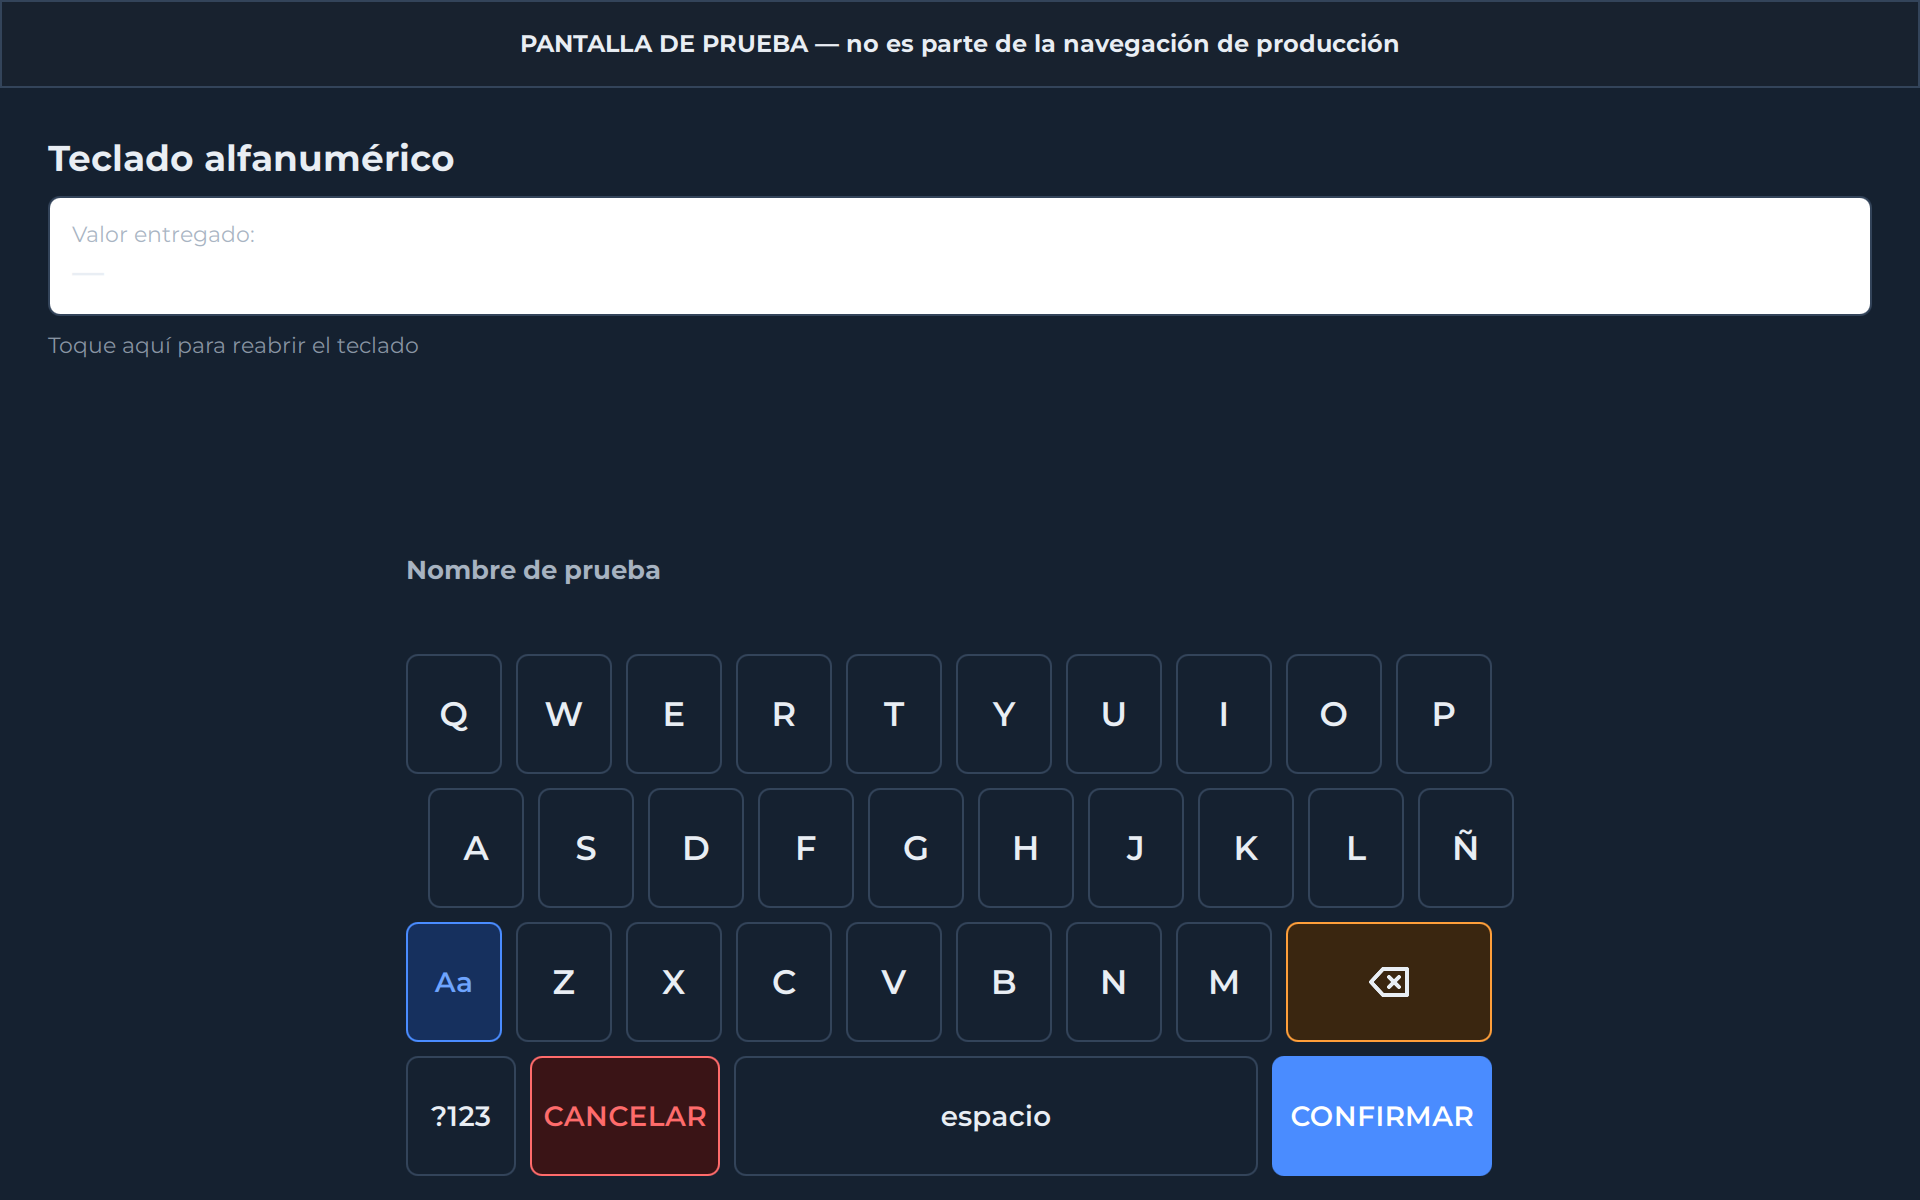 PANTALLA DE PRUEBA — no es parte de la navegación de producción
Teclado alfanumérico
Valor entregado:
—
Toque aquí para reabrir el teclado
Nombre de prueba
Q W E R T Y U I O P
A S D F G H J K L Ñ
Aa Z X C V B N M
?123 CANCELAR espacio CONFIRMAR